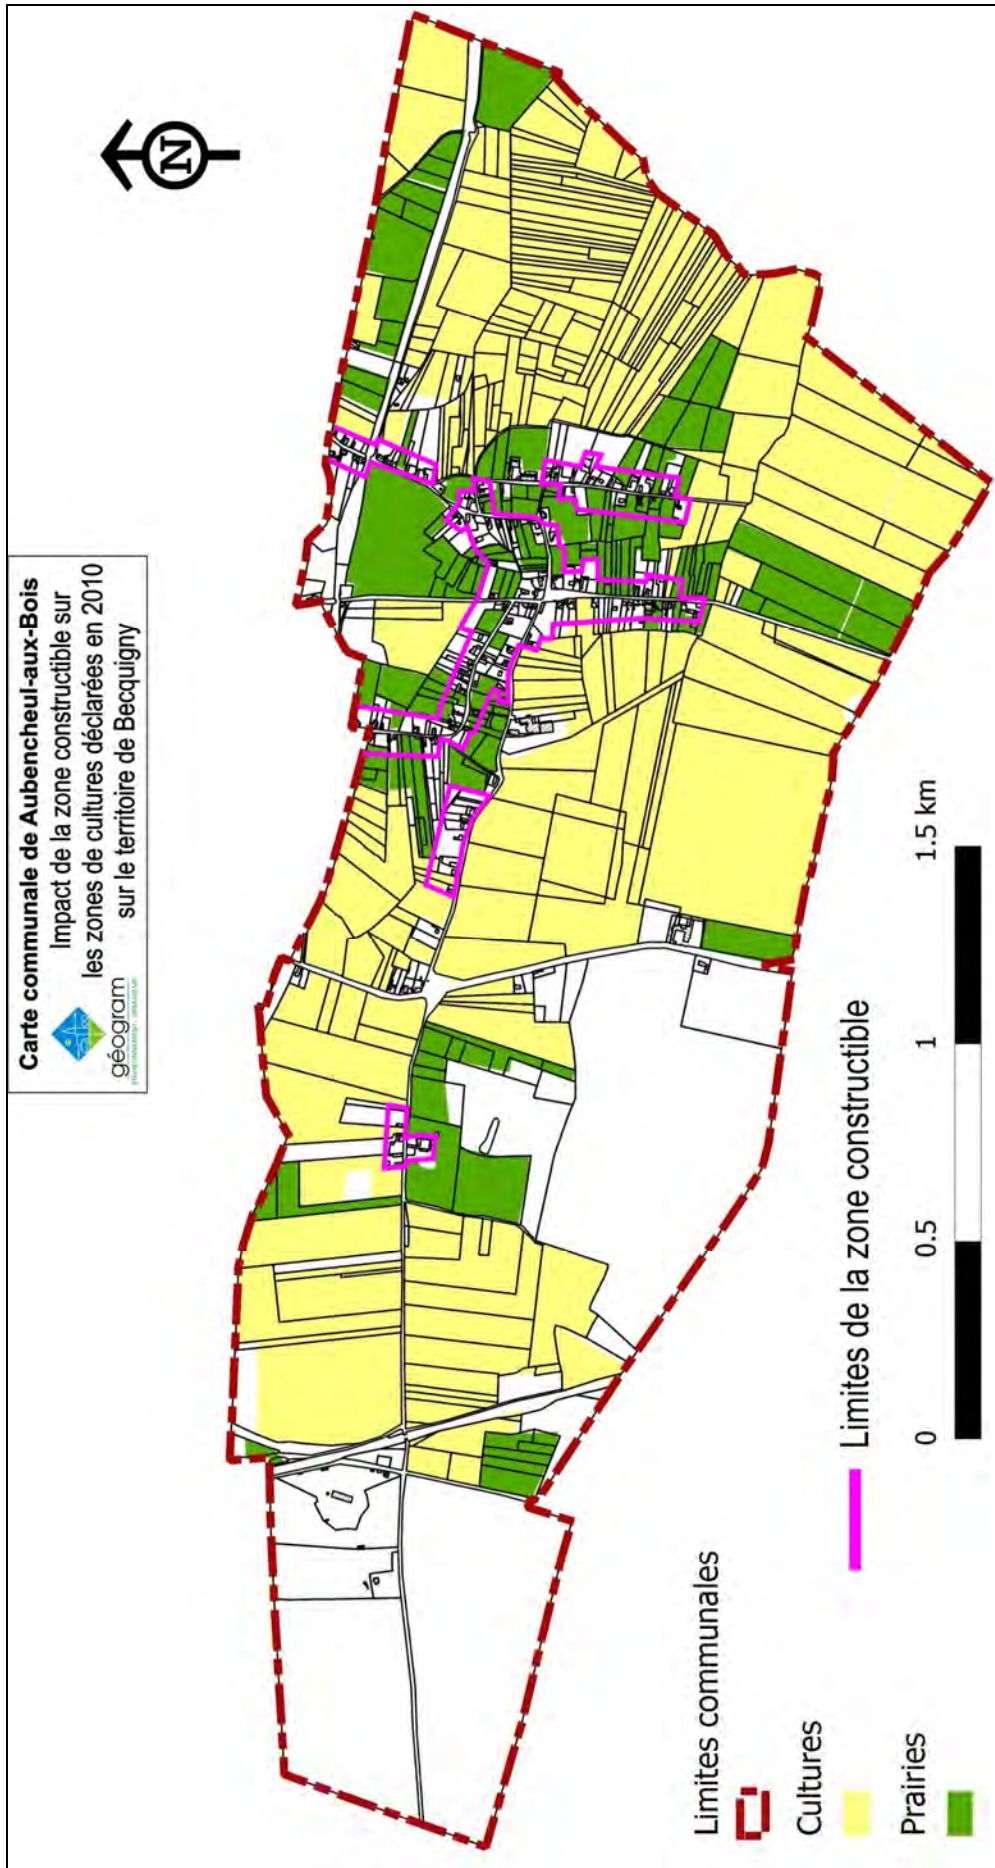 Carte communale de Aubencheul-aux-Bois
Impact de la zone constructible sur
les zones de cultures déclarées en 2010
sur le territoire de Becquigny
géogram
N
Limites communales
Cultures
Prairies
Limites de la zone constructible
0
0.5
1
1.5 km